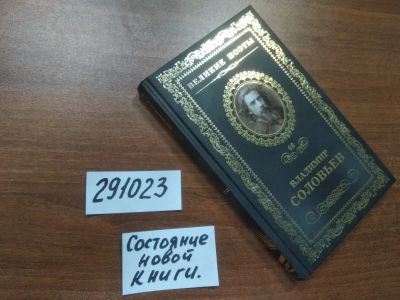 ВЕЛИКИЕ ПОЭТЫ
66
ВЛАДИМИР
СОЛОВЬЕВ
291023
Состояние
новой
книги.